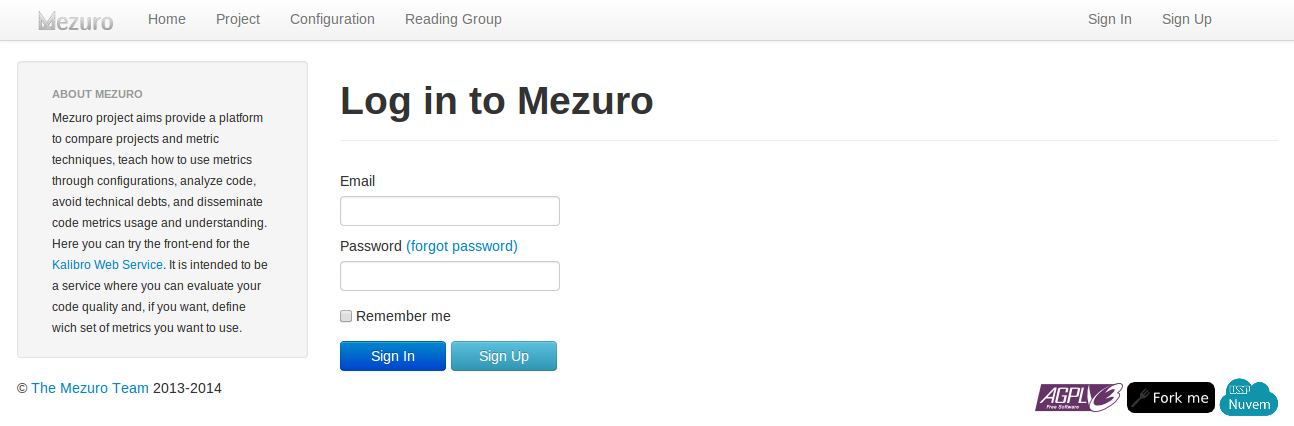 Mezuro Home Project Configuration Reading Group Sign In Sign Up
ABOUT MEZURO
Mezuro project aims provide a platform
to compare projects and metric
techniques, teach how to use metrics
through configurations, analyze code,
avoid technical debts, and disseminate
code metrics usage and understanding.
Here you can try the front-end for the
Kalibro Web Service. It is intended to be
a service where you can evaluate your
code quality and, if you want, define
wich set of metrics you want to use.
Log in to Mezuro
Email
Password (forgot password)
Remember me
Sign In Sign Up
© The Mezuro Team 2013-2014
AGPLv3
Free Software
Fork me
Nuvem